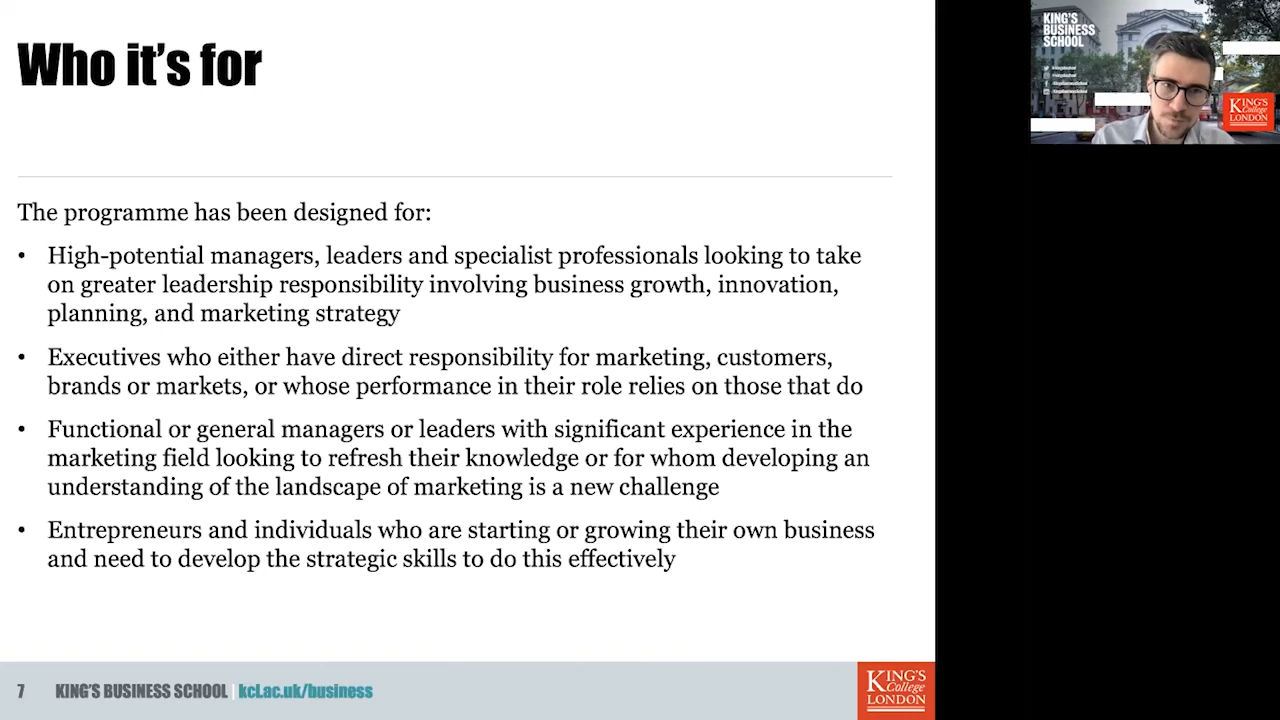 Who it's for
The programme has been designed for:
• High-potential managers, leaders and specialist professionals looking to take
on greater leadership responsibility involving business growth, innovation,
planning, and marketing strategy
• Executives who either have direct responsibility for marketing, customers,
brands or markets, or whose performance in their role relies on those that do
• Functional or general managers or leaders with significant experience in the
marketing field looking to refresh their knowledge or for whom developing an
understanding of the landscape of marketing is a new challenge
• Entrepreneurs and individuals who are starting or growing their own business
and need to develop the strategic skills to do this effectively
7 KING'S BUSINESS SCHOOL | kcl.ac.uk/business
KING'S
College
LONDON
KING'S
BUSINESS
SCHOOL
KING'S
College
LONDON